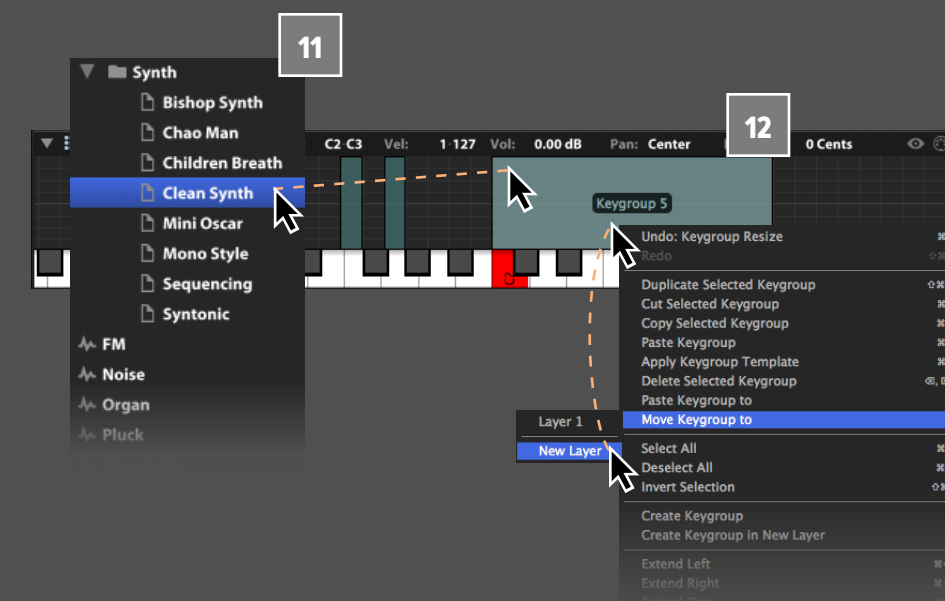 11
Synth
Bishop Synth
Chao Man
Children Breath
Clean Synth
Mini Oscar
Mono Style
Sequencing
Syntonic
FM
Noise
Organ
Pluck
12
C2-C3 Vel: 1-127 Vol: 0.00 dB Pan: Center 0 Cents
Keygroup 5
Undo: Keygroup Resize
Redo
Duplicate Selected Keygroup
Cut Selected Keygroup
Copy Selected Keygroup
Paste Keygroup
Apply Keygroup Template
Delete Selected Keygroup
Paste Keygroup to
Move Keygroup to
Layer 1
New Layer
Select All
Deselect All
Invert Selection
Create Keygroup
Create Keygroup in New Layer
Extend Left
Extend Right